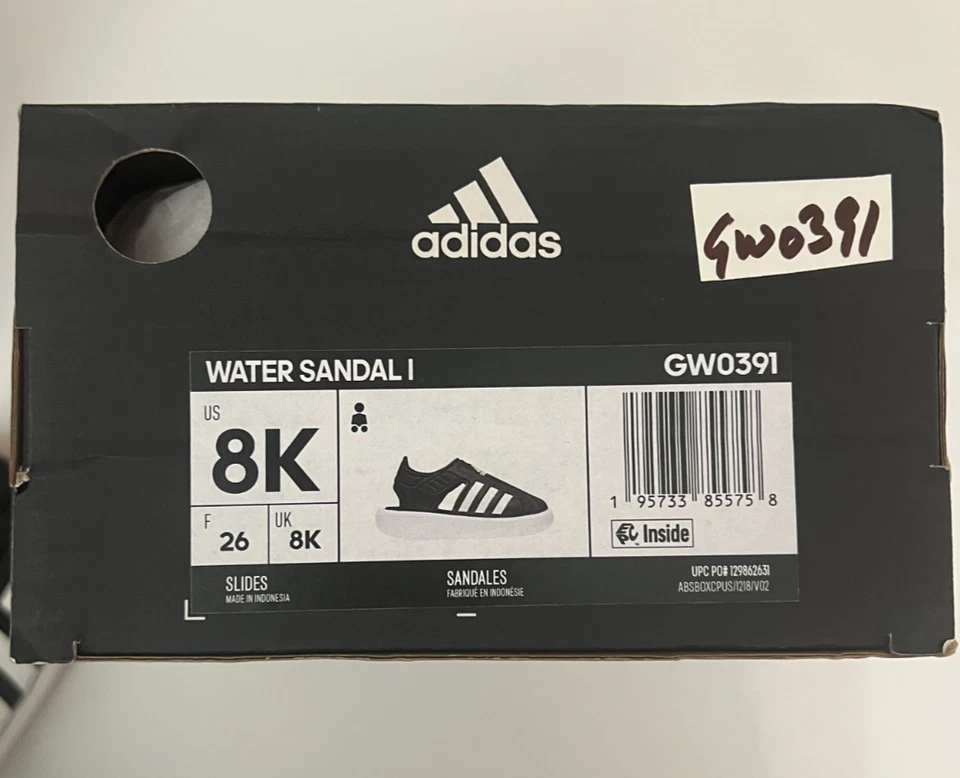 adidas
GW0391
WATER SANDAL I
GW0391
US
8K
F
26
UK
8K
1 95733 85575 8
EPC Inside
SLIDES
MADE IN INDONESIA
SANDALES
FABRIQUÉ EN INDONÉSIE
UPC PO# 129862631
ABSBOXCPUS/1218/V02